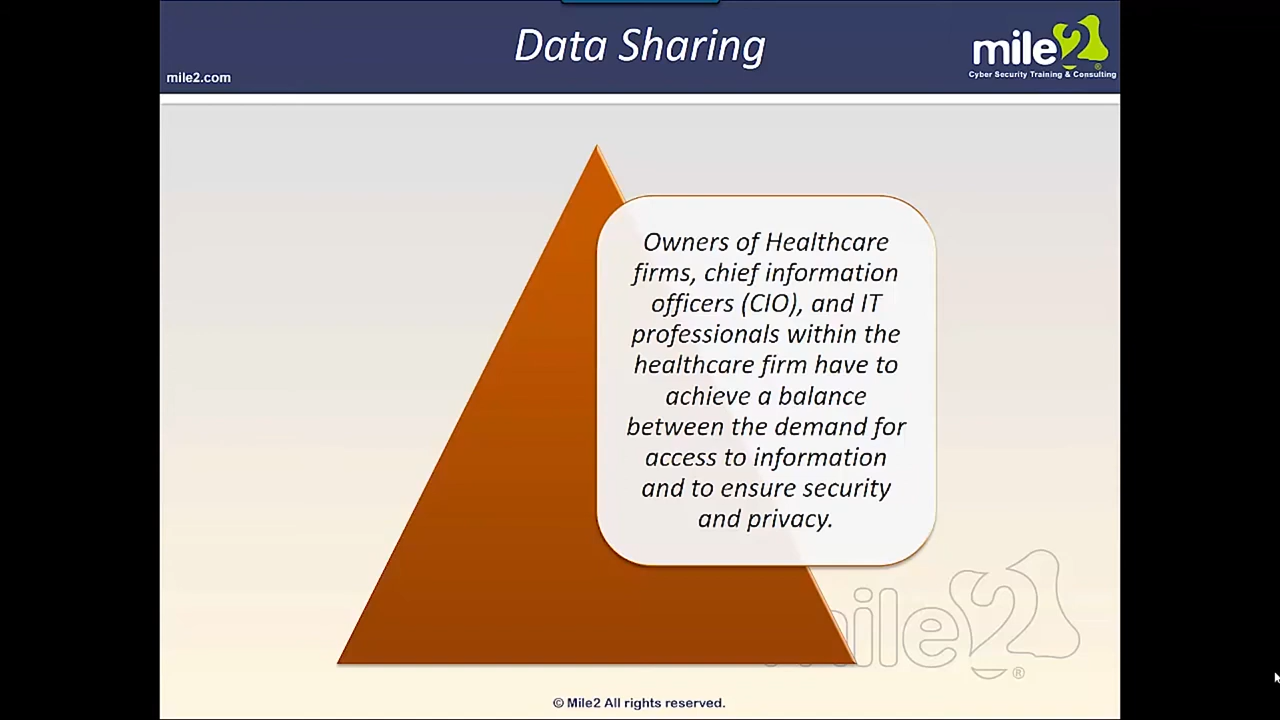 Data Sharing
mile2
mile2.com
Cyber Security Training & Consulting
Owners of Healthcare
firms, chief information
officers (CIO), and IT
professionals within the
healthcare firm have to
achieve a balance
between the demand for
access to information
and to ensure security
and privacy.
mile2®
© Mile2 All rights reserved.